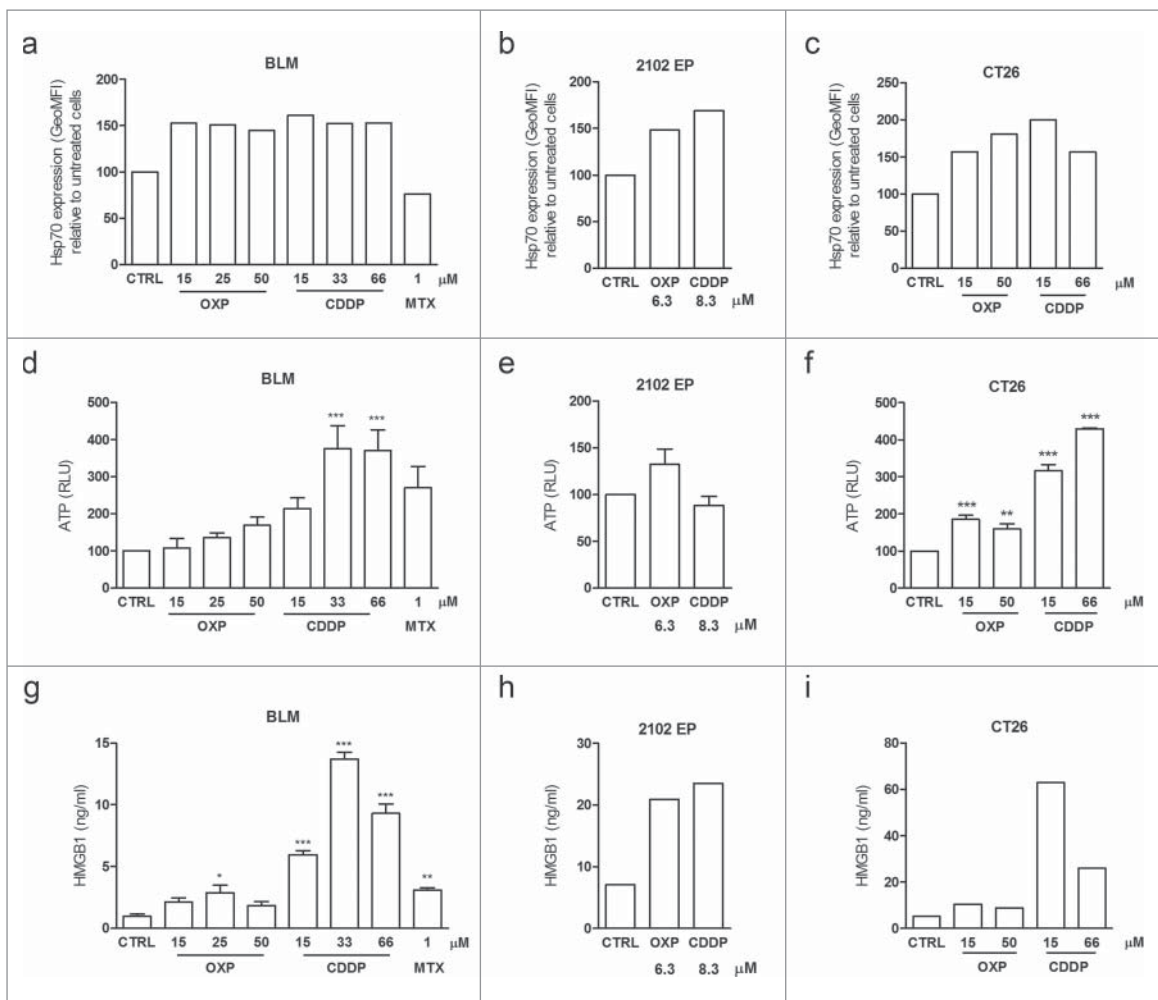 a
BLM
Hsp70 expression (GeoMFI)
relative to untreated cells
200
150
100
50
0
CTRL 15 25 50 15 33 66 1 μM
OXP CDDP MTX
b
2102 EP
Hsp70 expression (GeoMFI)
relative to untreated cells
200
150
100
50
0
CTRL OXP CDDP
6.3 8.3 μM
c
CT26
Hsp70 expression (GeoMFI)
relative to untreated cells
250
200
150
100
50
0
CTRL 15 50 15 66 μM
OXP CDDP
d
BLM
ATP (RLU)
500
400
300
200
100
0
*** ***
CTRL 15 25 50 15 33 66 1 μM
OXP CDDP MTX
e
2102 EP
ATP (RLU)
200
150
100
50
0
CTRL OXP CDDP
6.3 8.3 μM
f
CT26
ATP (RLU)
500
400
300
200
100
0
*** ** *** ***
CTRL 15 50 15 66 μM
OXP CDDP
g
BLM
HMGB1 (ng/ml)
15
10
5
0
* *** *** *** **
CTRL 15 25 50 15 33 66 1 μM
OXP CDDP MTX
h
2102 EP
HMGB1 (ng/ml)
30
20
10
0
CTRL OXP CDDP
6.3 8.3 μM
i
CT26
HMGB1 (ng/ml)
80
60
40
20
0
CTRL 15 50 15 66 μM
OXP CDDP